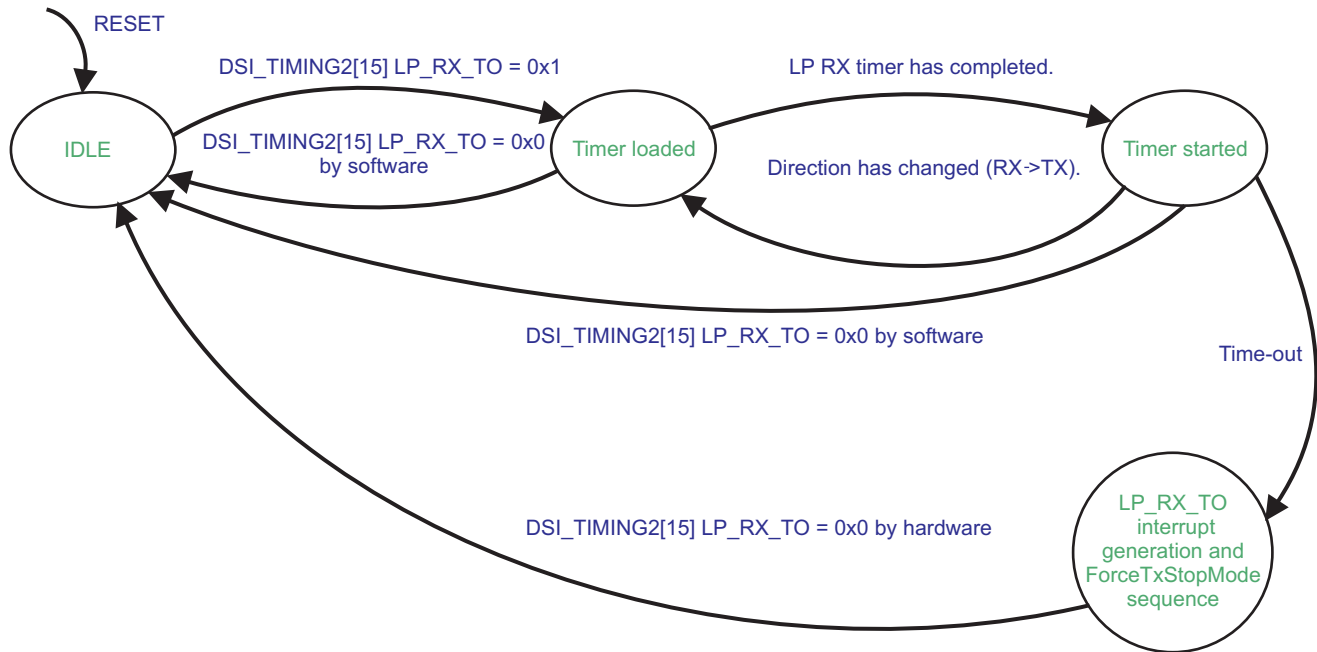 RESET
DSI_TIMING2[15] LP_RX_TO = 0x1
LP RX timer has completed.
IDLE
DSI_TIMING2[15] LP_RX_TO = 0x0
by software
Timer loaded
Direction has changed (RX->TX).
Timer started
DSI_TIMING2[15] LP_RX_TO = 0x0 by software
Time-out
DSI_TIMING2[15] LP_RX_TO = 0x0 by hardware
LP_RX_TO
interrupt
generation and
ForceTxStopMode
sequence